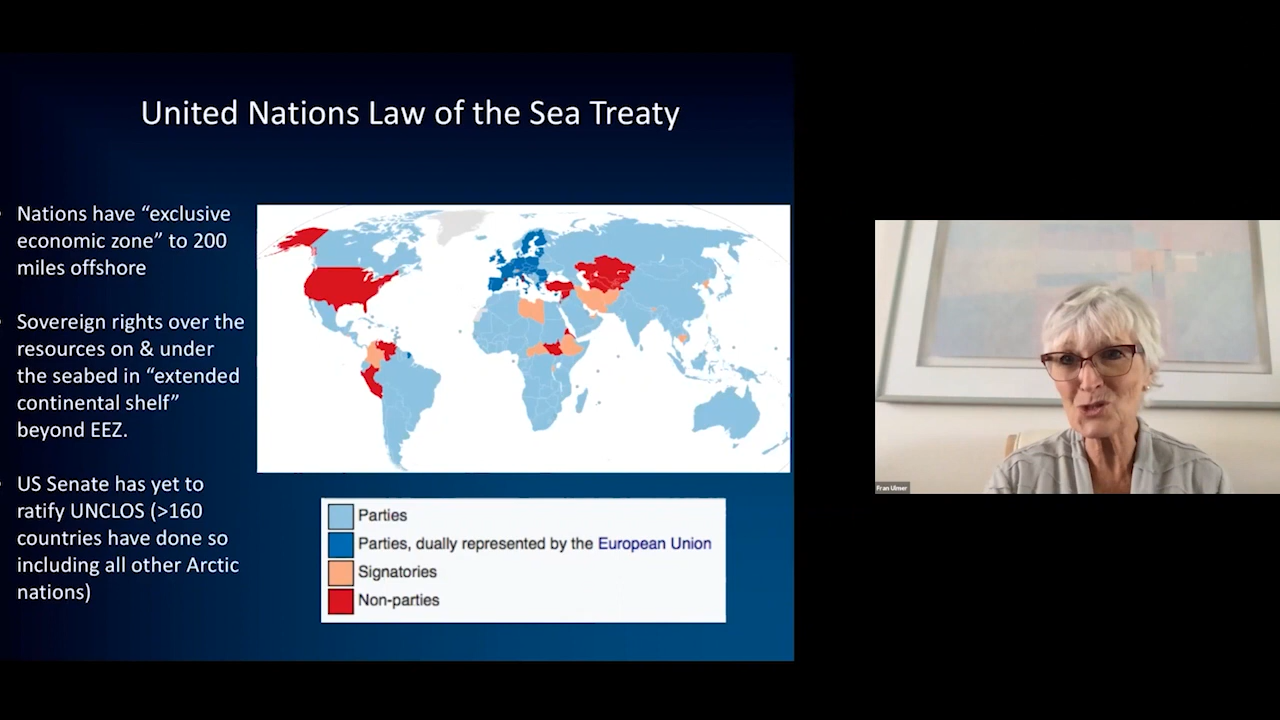 United Nations Law of the Sea Treaty
Nations have “exclusive
economic zone” to 200
miles offshore
Sovereign rights over the
resources on & under
the seabed in “extended
continental shelf”
beyond EEZ.
US Senate has yet to
ratify UNCLOS (>160
countries have done so
including all other Arctic
nations)
Parties
Parties, dually represented by the European Union
Signatories
Non-parties
Fran Ulmer